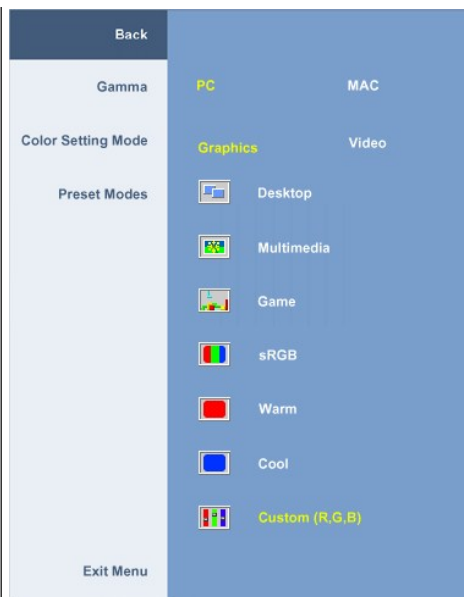 Back
Gamma PC MAC
Color Setting Mode Graphics Video
Preset Modes Desktop
Multimedia
Game
sRGB
Warm
Cool
Custom (R,G,B)
Exit Menu